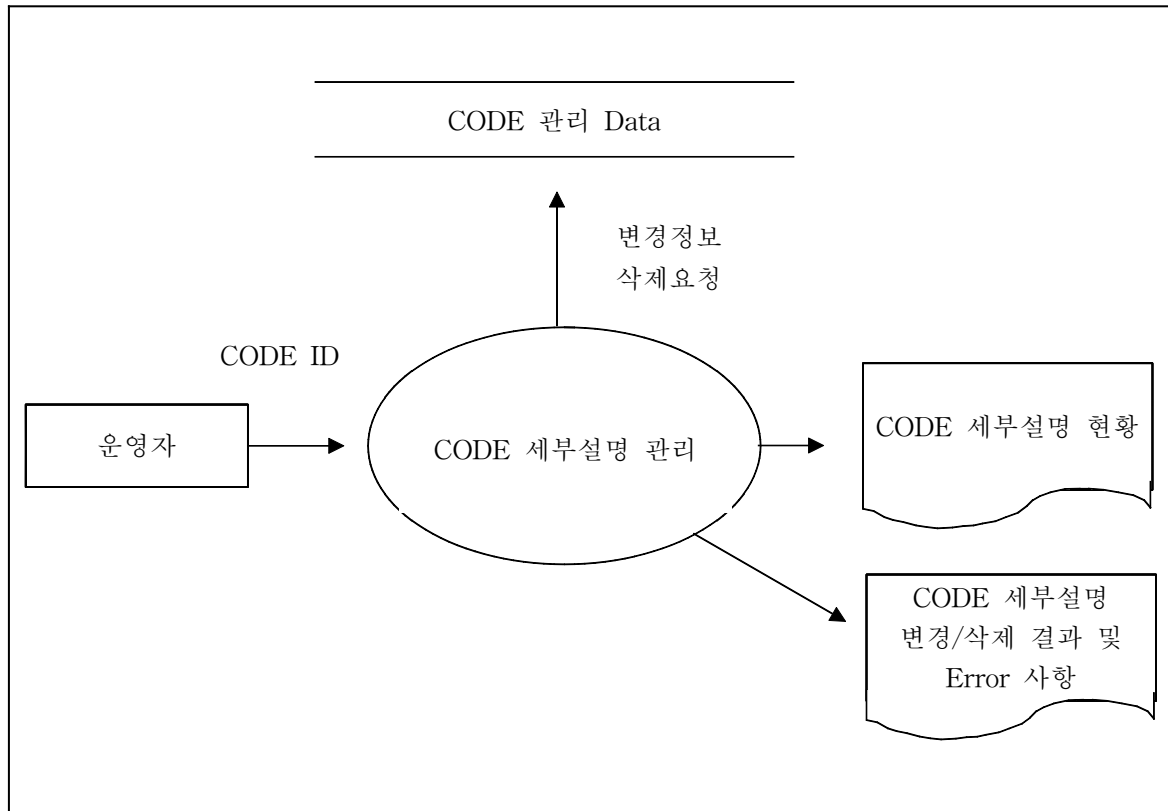 CODE 관리 Data
변경정보
삭제요청
CODE ID
운영자
CODE 세부설명 관리
CODE 세부설명 현황
CODE 세부설명
변경/삭제 결과 및
Error 사항